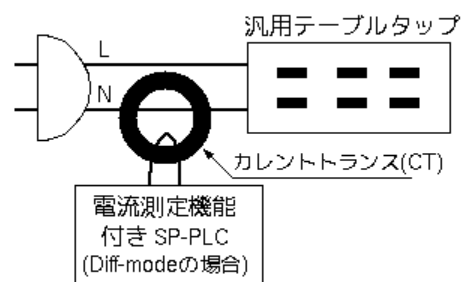 汎用テーブルタップ
L
N
カレントトランス(CT)
電流測定機能
付き SP-PLC
(Diff-modeの場合)